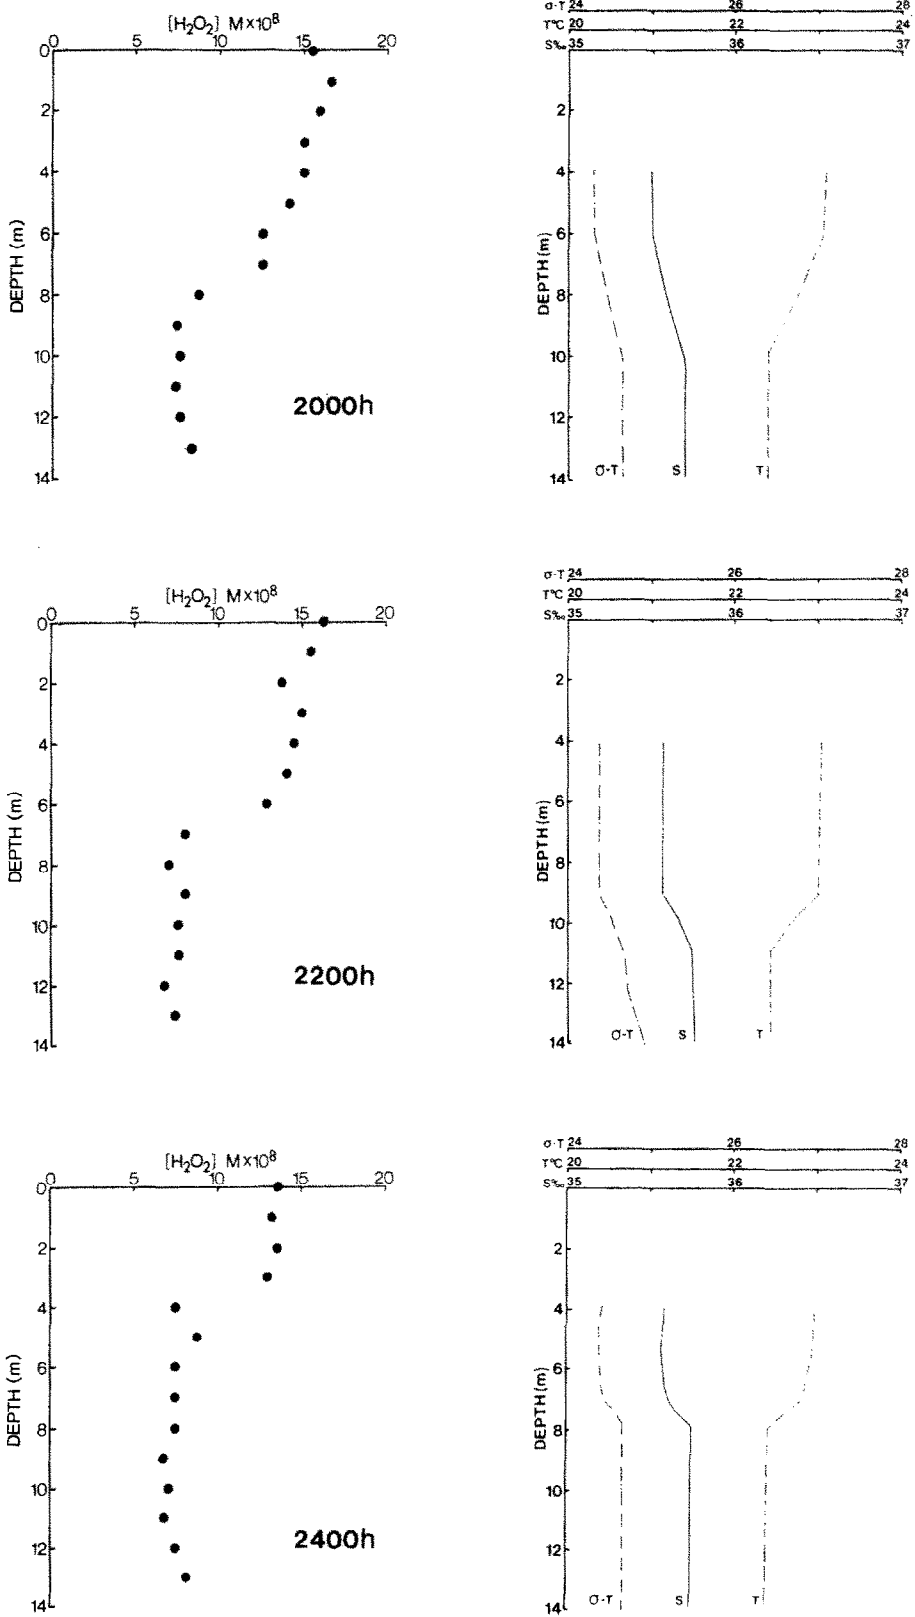 [H₂O₂] M×10⁸
0 5 10 15 20
0
2
4
6
8
10
12
14
DEPTH (m)
2000h
σ-T 24 26 28
T°C 20 22 24
S‰ 35 36 37
2
4
6
8
10
12
14
DEPTH (m)
σ-T S T
[H₂O₂] M×10⁸
0 5 10 15 20
0
2
4
6
8
10
12
14
DEPTH (m)
2200h
σ-T 24 26 28
T°C 20 22 24
S‰ 35 36 37
2
4
6
8
10
12
14
DEPTH (m)
σ-T S T
[H₂O₂] M×10⁸
0 5 10 15 20
0
2
4
6
8
10
12
14
DEPTH (m)
2400h
σ-T 24 26 28
T°C 20 22 24
S‰ 35 36 37
2
4
6
8
10
12
14
DEPTH (m)
σ-T S T